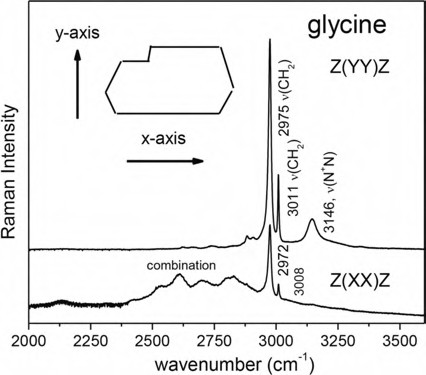 glycine
y-axis
Z(YY)Z
x-axis
2975 ν(CH₂)
3011 ν(CH₂)
3146, ν(N⁺N)
combination
2972
3008
Z(XX)Z
Raman Intensity
2000 2250 2500 2750 3000 3250 3500
wavenumber (cm⁻¹)